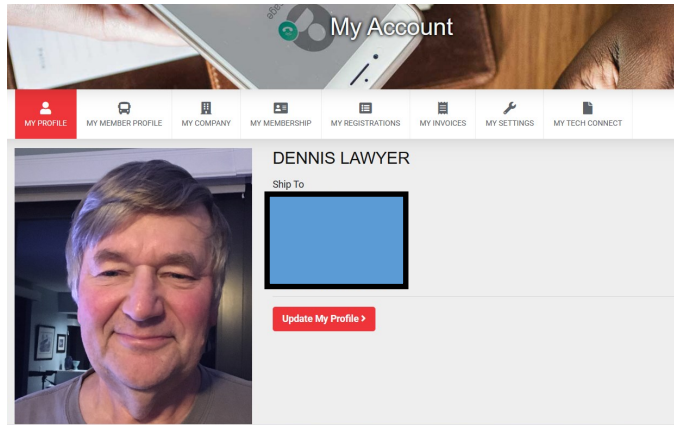 My Account
MY PROFILE
MY MEMBER PROFILE
MY COMPANY
MY MEMBERSHIP
MY REGISTRATIONS
MY INVOICES
MY SETTINGS
MY TECH CONNECT
DENNIS LAWYER
Ship To
Update My Profile >